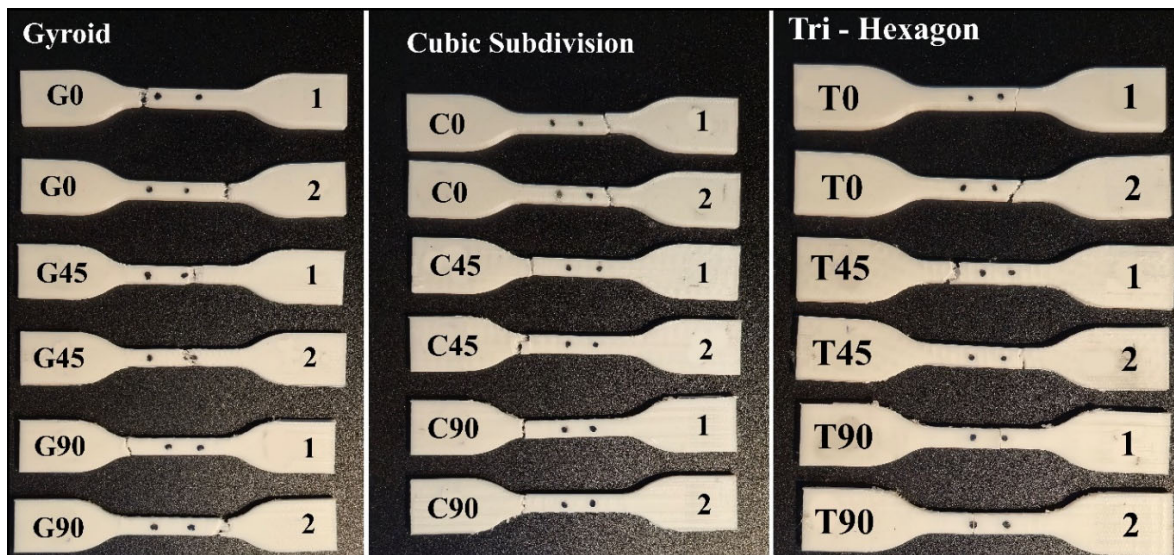 Gyroid
G0 1
G0 2
G45 1
G45 2
G90 1
G90 2
Cubic Subdivision
C0 1
C0 2
C45 1
C45 2
C90 1
C90 2
Tri - Hexagon
T0 1
T0 2
T45 1
T45 2
T90 1
T90 2